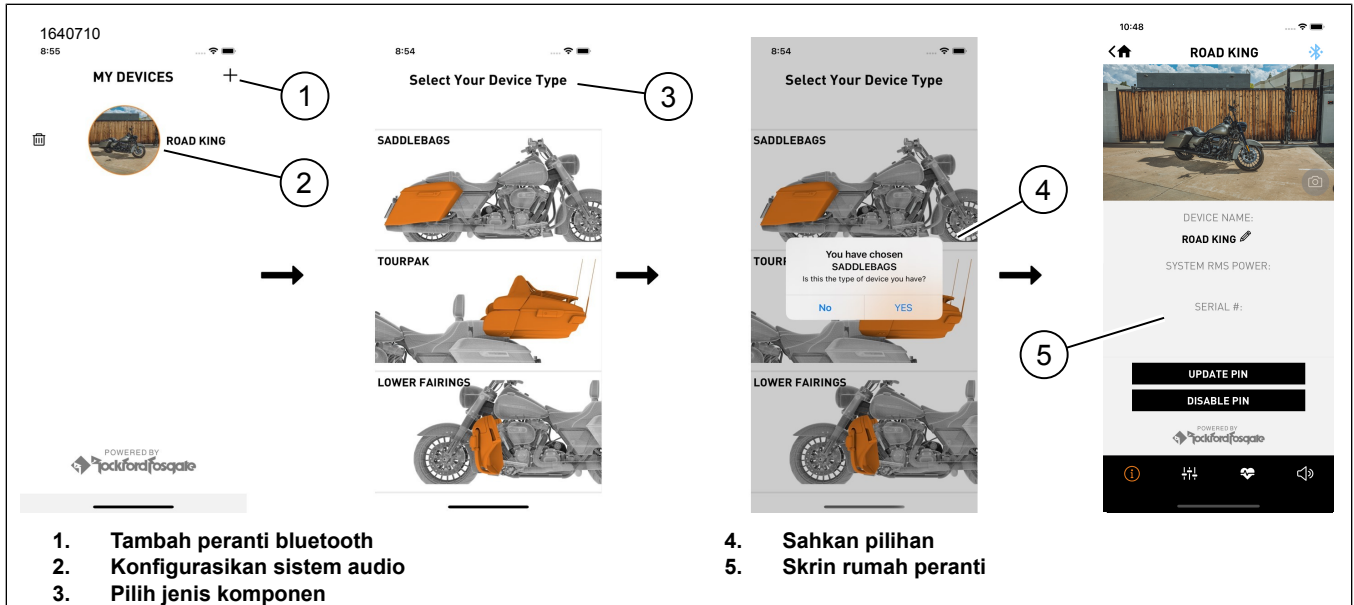 1640710
8:55
MY DEVICES +
1
ROAD KING
2
POWERED BY
Rockford Fosgate
8:54
Select Your Device Type
3
SADDLEBAGS
TOURPAK
LOWER FAIRINGS
8:54
Select Your Device Type
SADDLEBAGS
4
TOURP
You have chosen
SADDLEBAGS
Is this the type of device you have?
No YES
LOWER FAIRINGS
10:48
ROAD KING
DEVICE NAME:
ROAD KING
SYSTEM RMS POWER:
SERIAL #:
5
UPDATE PIN
DISABLE PIN
POWERED BY
Rockford Fosgate
1. Tambah peranti bluetooth
2. Konfigurasikan sistem audio
3. Pilih jenis komponen
4. Sahkan pilihan
5. Skrin rumah peranti